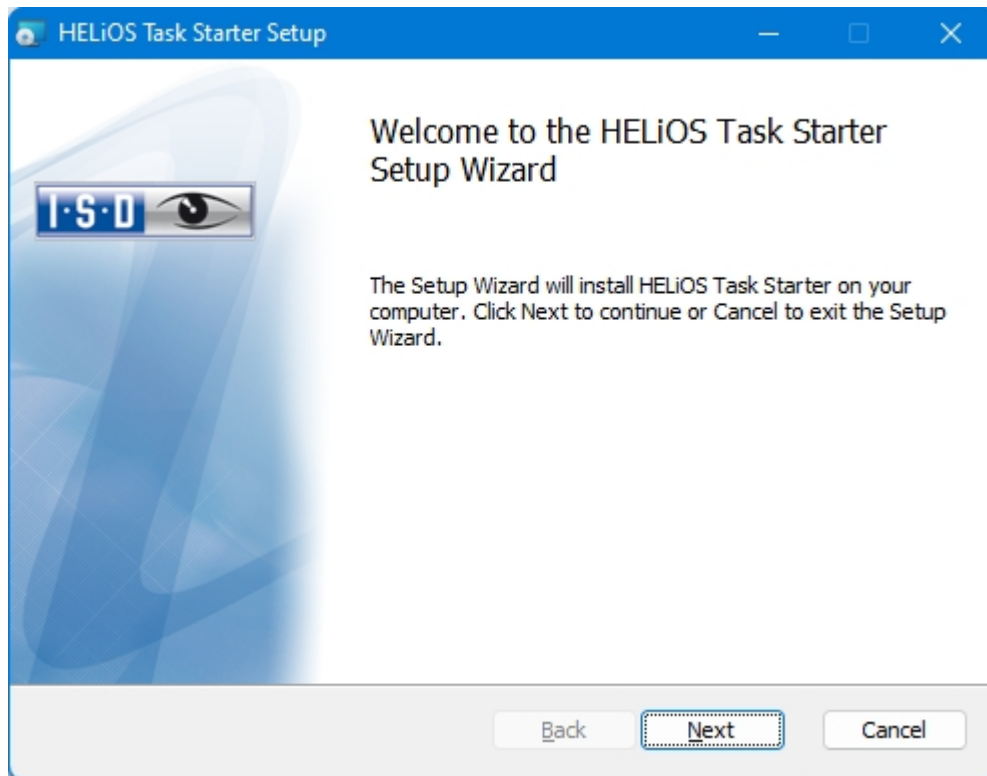 HELiOS Task Starter Setup
Welcome to the HELiOS Task Starter
Setup Wizard
I·S·D
The Setup Wizard will install HELiOS Task Starter on your
computer. Click Next to continue or Cancel to exit the Setup
Wizard.
Back Next Cancel